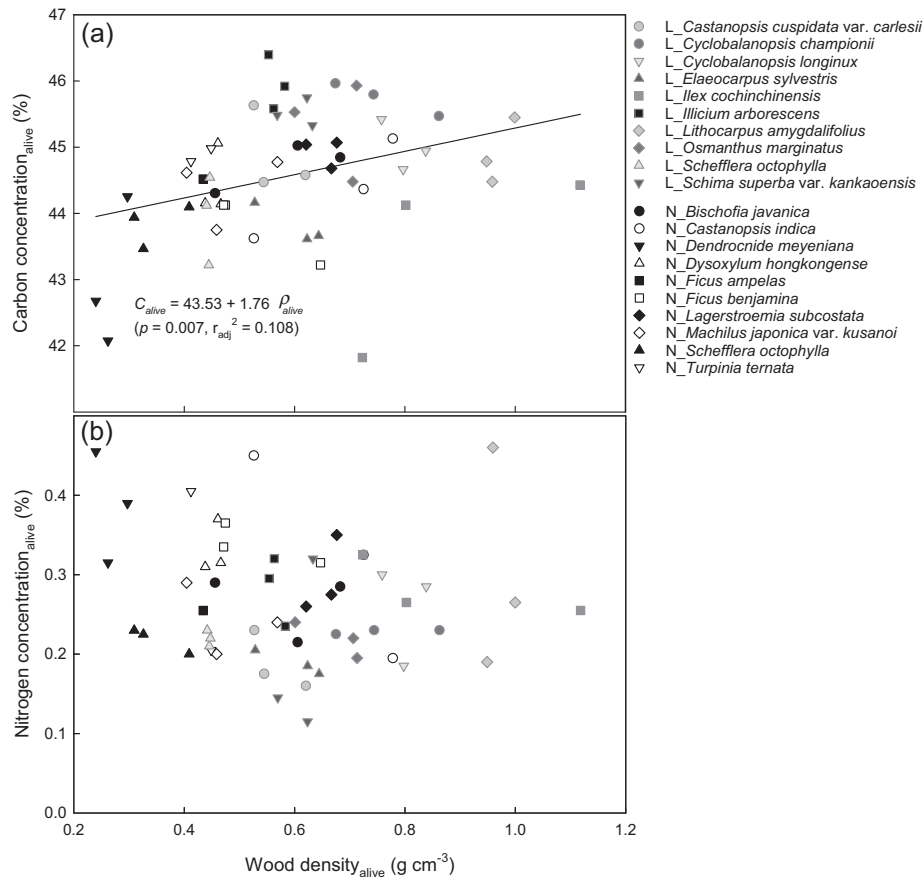 (a)
47
46
45
44
43
42
Carbon concentration_alive (%)
C_alive = 43.53 + 1.76 ρ_alive
(p = 0.007, r_adj² = 0.108)
L_Castanopsis cuspidata var. carlesii
L_Cyclobalanopsis championii
L_Cyclobalanopsis longinux
L_Elaeocarpus sylvestris
L_Ilex cochinchinensis
L_Illicium arborescens
L_Lithocarpus amygdalifolius
L_Osmanthus marginatus
L_Schefflera octophylla
L_Schima superba var. kankaoensis
N_Bischofia javanica
N_Castanopsis indica
N_Dendrocnide meyeniana
N_Dysoxylum hongkongense
N_Ficus ampelas
N_Ficus benjamina
N_Lagerstroemia subcostata
N_Machilus japonica var. kusanoi
N_Schefflera octophylla
N_Turpinia ternata
(b)
0.4
0.3
0.2
0.1
0.0
Nitrogen concentration_alive (%)
0.2 0.4 0.6 0.8 1.0 1.2
Wood density_alive (g cm⁻³)